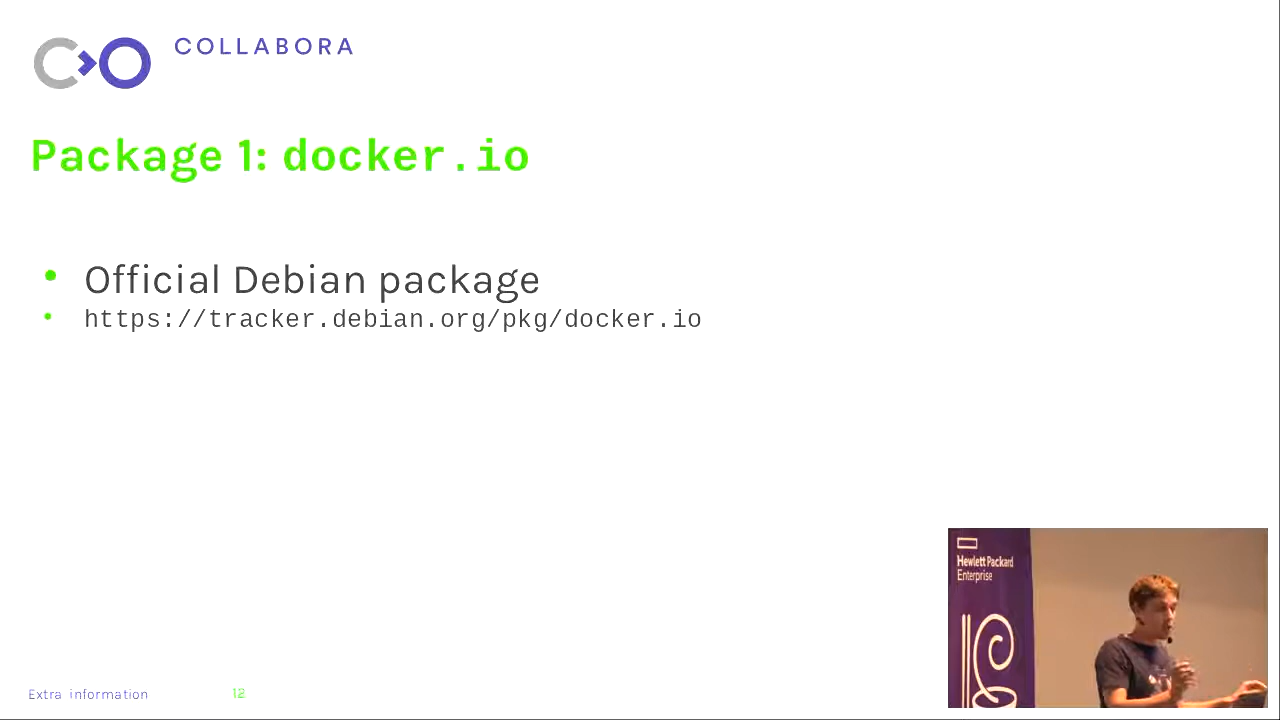 COLLABORA
Package 1: docker.io
• Official Debian package
• https://tracker.debian.org/pkg/docker.io
Hewlett Packard
Enterprise
Extra information 12